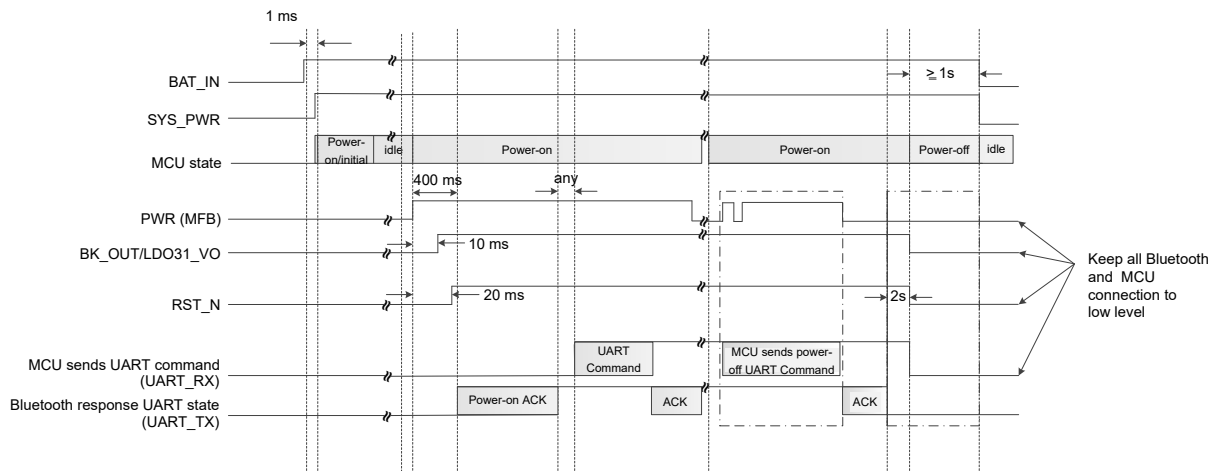 1 ms
BAT_IN
≥ 1s
SYS_PWR
MCU state
Power-
on/initial
idle
Power-on
Power-on
Power-off
idle
400 ms
any
PWR (MFB)
BK_OUT/LDO31_VO
10 ms
RST_N
20 ms
2s
Keep all Bluetooth
and MCU
connection to
low level
MCU sends UART command
(UART_RX)
UART
Command
MCU sends power-
off UART Command
Bluetooth response UART state
(UART_TX)
Power-on ACK
ACK
ACK